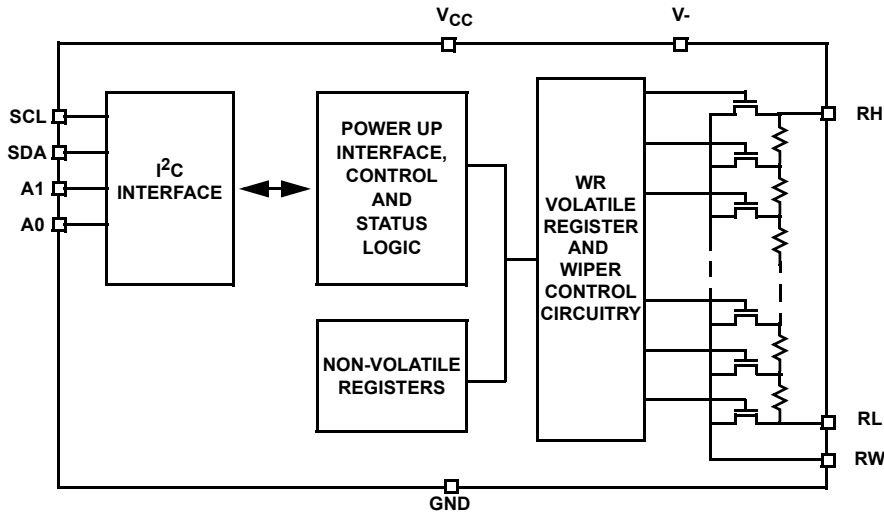 V_CC
V-
SCL
SDA
A1
A0
I²C
INTERFACE
POWER UP
INTERFACE,
CONTROL
AND
STATUS
LOGIC
NON-VOLATILE
REGISTERS
WR
VOLATILE
REGISTER
AND
WIPER
CONTROL
CIRCUITRY
RH
RL
RW
GND